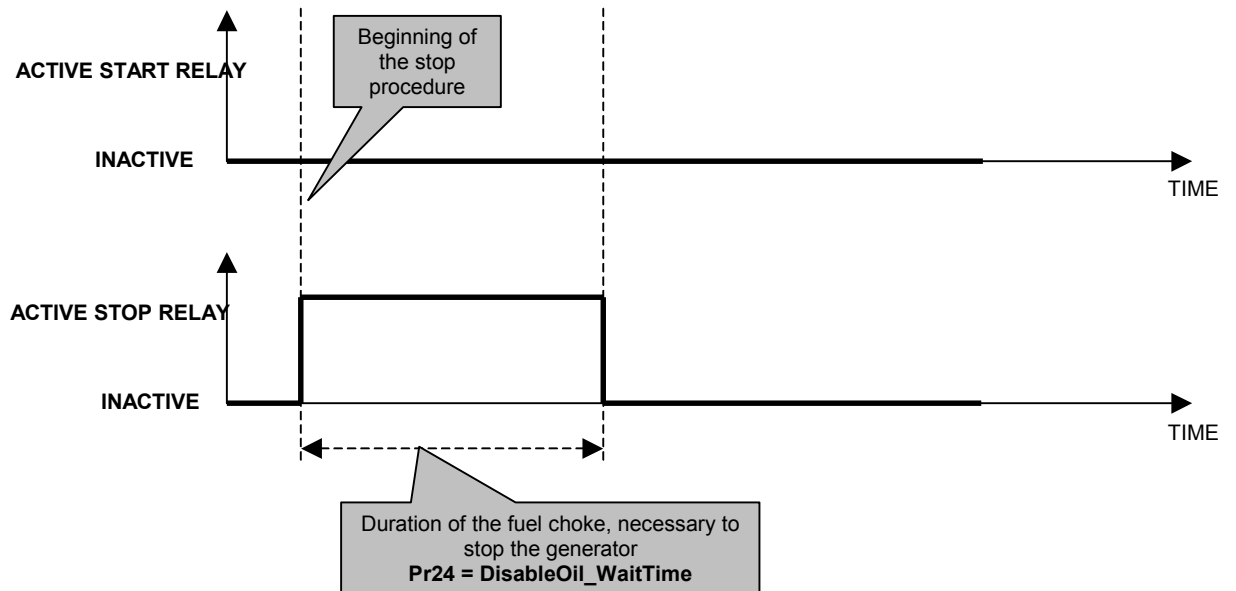 Beginning of
the stop
procedure
ACTIVE START RELAY
INACTIVE
TIME
ACTIVE STOP RELAY
INACTIVE
TIME
Duration of the fuel choke, necessary to
stop the generator
Pr24 = DisableOil_WaitTime